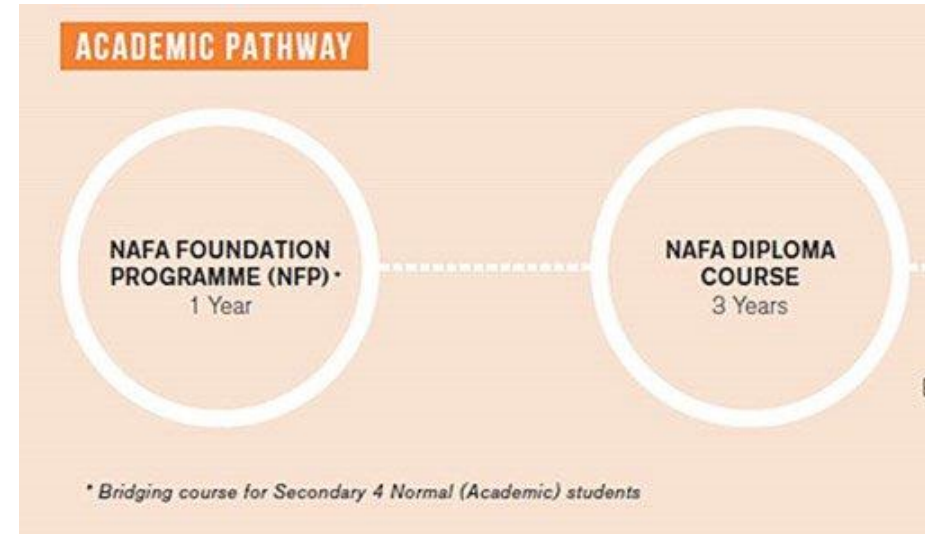 ACADEMIC PATHWAY
NAFA FOUNDATION
PROGRAMME (NFP) *
1 Year
NAFA DIPLOMA
COURSE
3 Years
* Bridging course for Secondary 4 Normal (Academic) students